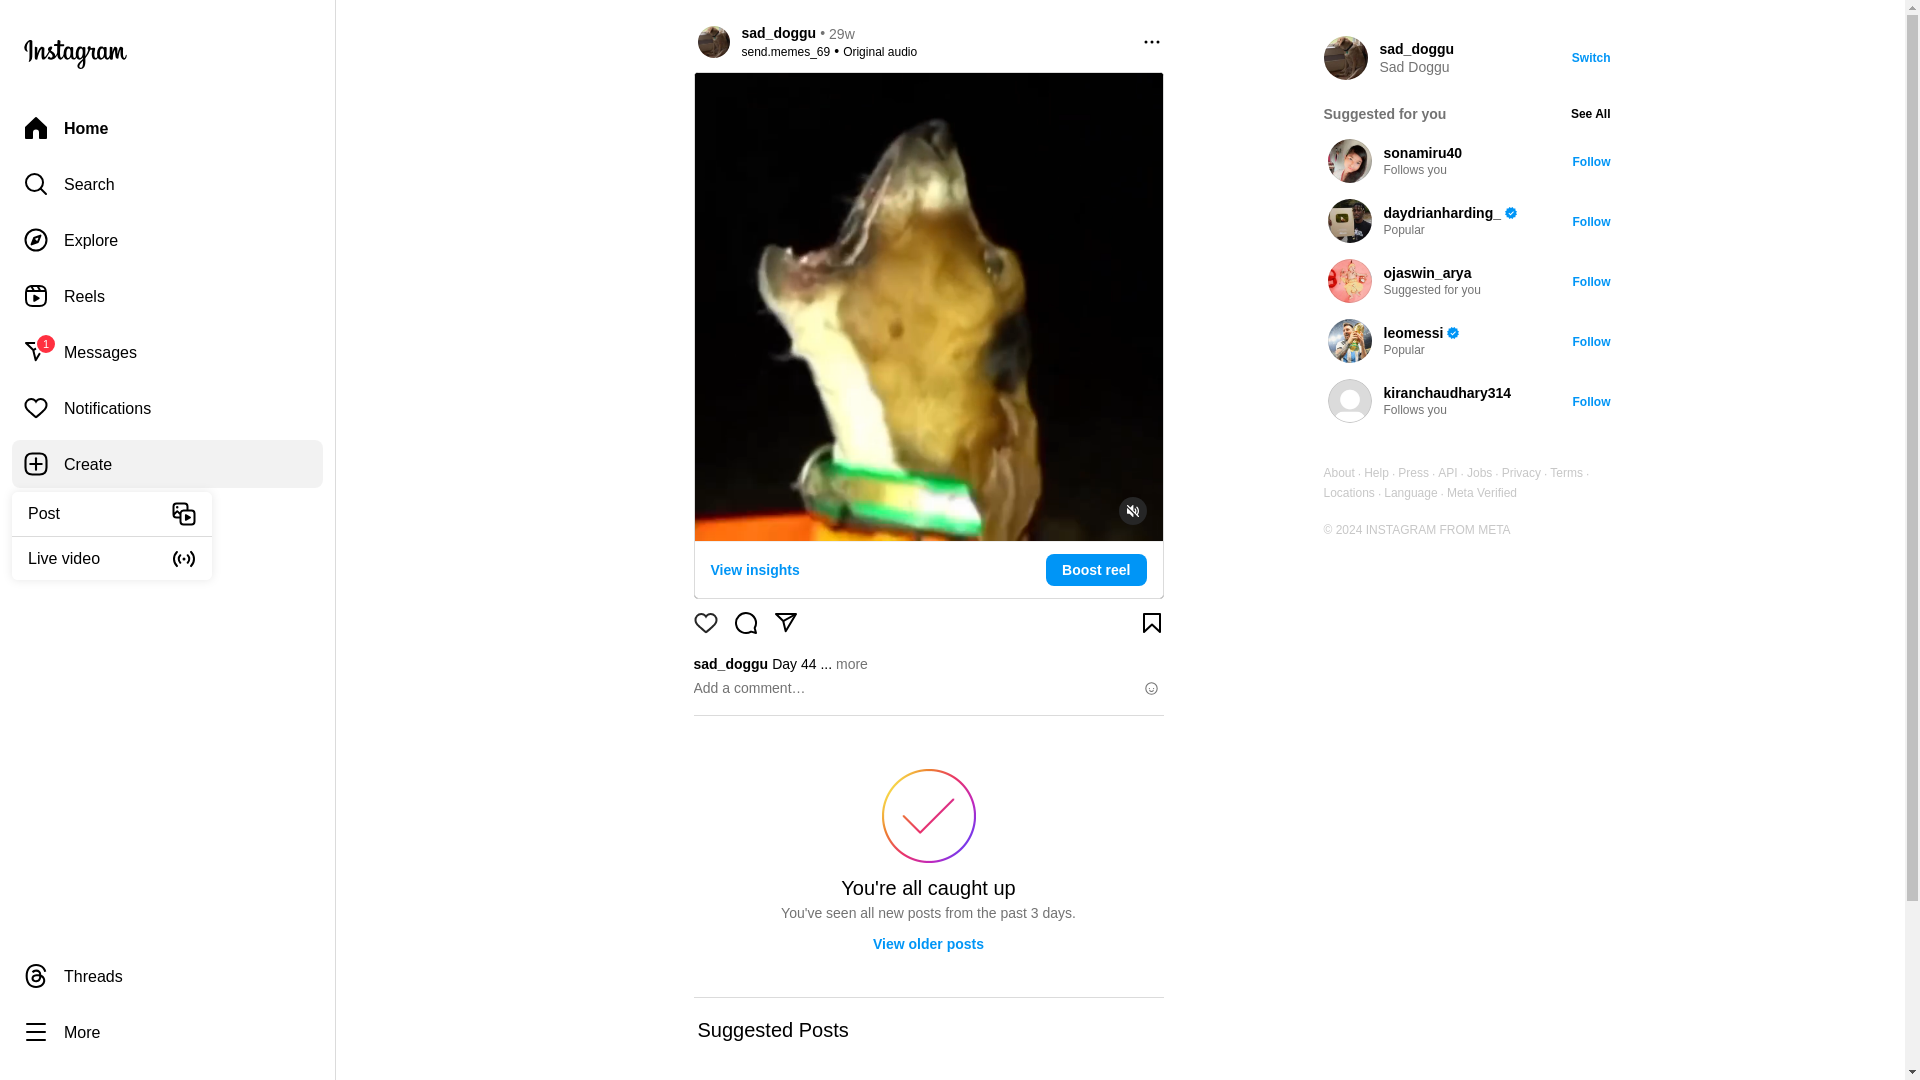 Instagram
Home
Search
Explore
Reels
1
Messages
Notifications
Create
Post
Live video
Threads
More
sad_doggu • 29w
send.memes_69 • Original audio
View insights
Boost reel
sad_doggu Day 44 ... more
Add a comment…
You're all caught up
You've seen all new posts from the past 3 days.
View older posts
Suggested Posts
sad_doggu
Sad Doggu
Switch
Suggested for you
See All
sonamiru40
Follows you
Follow
daydrianharding_
Popular
Follow
ojaswin_arya
Suggested for you
Follow
leomessi
Popular
Follow
kiranchaudhary314
Follows you
Follow
About · Help · Press · API · Jobs · Privacy · Terms ·
Locations · Language · Meta Verified
© 2024 INSTAGRAM FROM META